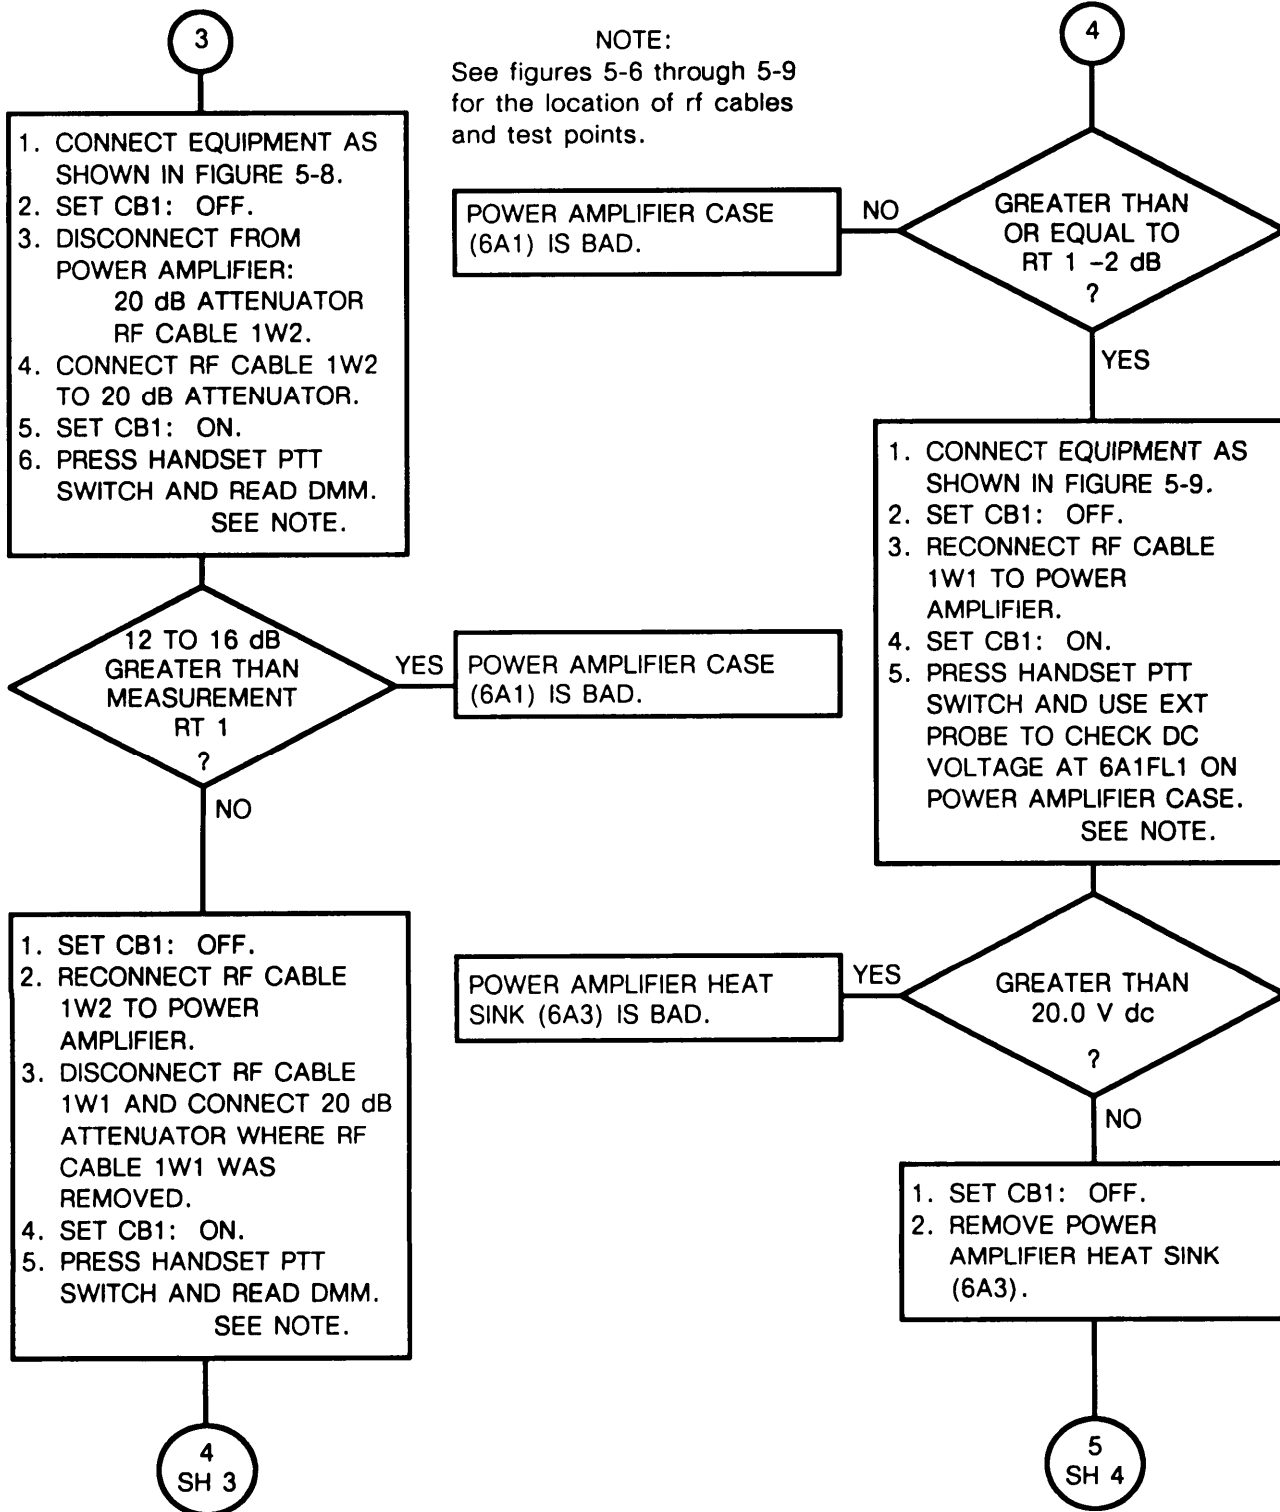 3
1. CONNECT EQUIPMENT AS
SHOWN IN FIGURE 5-8.
2. SET CB1: OFF.
3. DISCONNECT FROM
POWER AMPLIFIER:
20 dB ATTENUATOR
RF CABLE 1W2.
4. CONNECT RF CABLE 1W2
TO 20 dB ATTENUATOR.
5. SET CB1: ON.
6. PRESS HANDSET PTT
SWITCH AND READ DMM.
SEE NOTE.
12 TO 16 dB
GREATER THAN
MEASUREMENT
RT 1
?
YES
POWER AMPLIFIER CASE
(6A1) IS BAD.
NO
1. SET CB1: OFF.
2. RECONNECT RF CABLE
1W2 TO POWER
AMPLIFIER.
3. DISCONNECT RF CABLE
1W1 AND CONNECT 20 dB
ATTENUATOR WHERE RF
CABLE 1W1 WAS
REMOVED.
4. SET CB1: ON.
5. PRESS HANDSET PTT
SWITCH AND READ DMM.
SEE NOTE.
4
SH 3
NOTE:
See figures 5-6 through 5-9
for the location of rf cables
and test points.
4
GREATER THAN
OR EQUAL TO
RT 1 -2 dB
?
NO
POWER AMPLIFIER CASE
(6A1) IS BAD.
YES
1. CONNECT EQUIPMENT AS
SHOWN IN FIGURE 5-9.
2. SET CB1: OFF.
3. RECONNECT RF CABLE
1W1 TO POWER
AMPLIFIER.
4. SET CB1: ON.
5. PRESS HANDSET PTT
SWITCH AND USE EXT
PROBE TO CHECK DC
VOLTAGE AT 6A1FL1 ON
POWER AMPLIFIER CASE.
SEE NOTE.
GREATER THAN
20.0 V dc
?
YES
POWER AMPLIFIER HEAT
SINK (6A3) IS BAD.
NO
1. SET CB1: OFF.
2. REMOVE POWER
AMPLIFIER HEAT SINK
(6A3).
5
SH 4